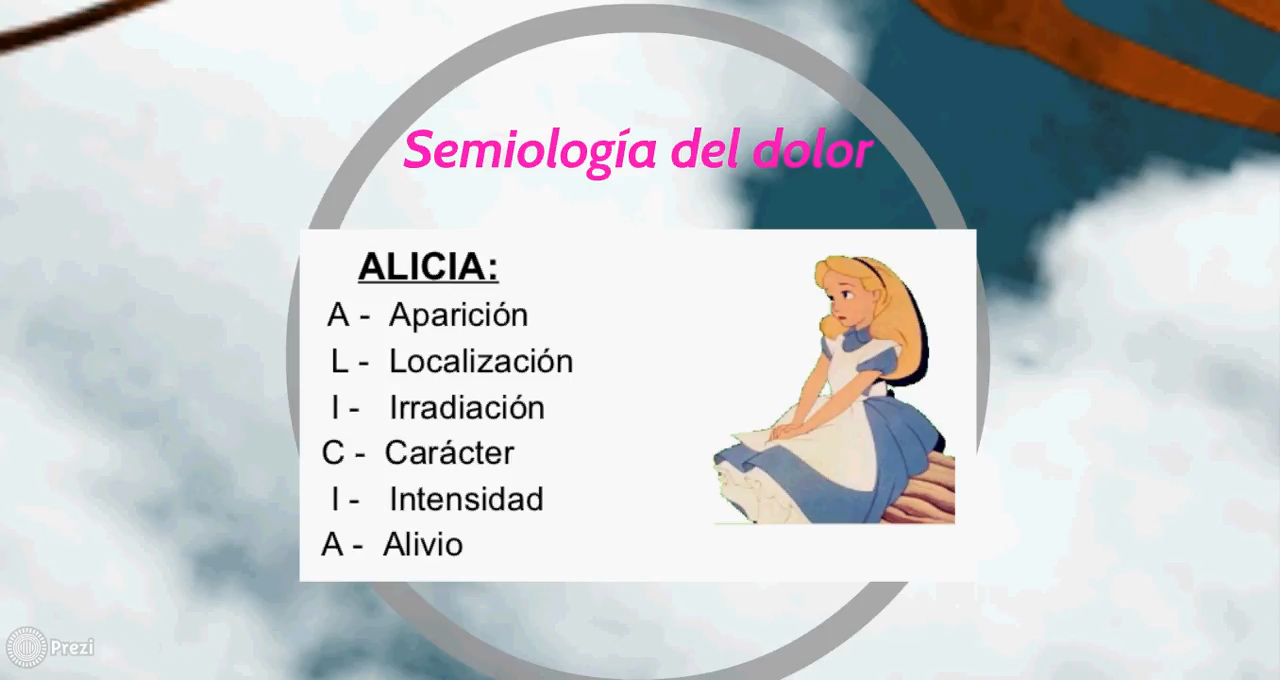 Semiología del dolor
ALICIA:
A - Aparición
L - Localización
I - Irradiación
C - Carácter
I - Intensidad
A - Alivio
Prezi